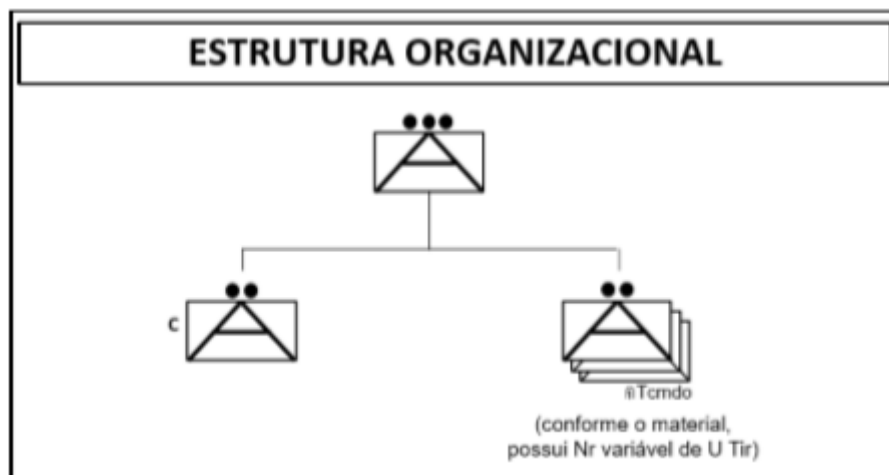 ESTRUTURA ORGANIZACIONAL
C
Tcmdo
(conforme o material,
possui Nr variável de U Tir)